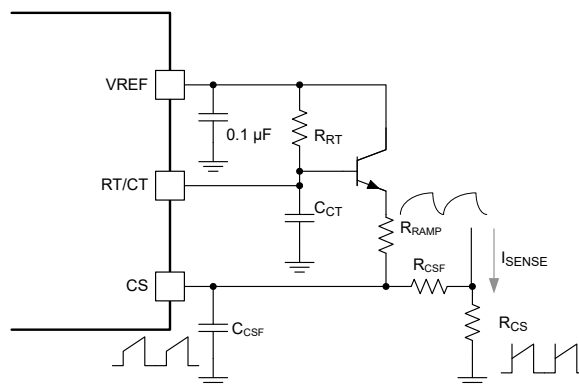 VREF
0.1 µF
RRT
RT/CT
CCT
RRAMP
ISENSE
RCSF
CS
CCSF
RCS